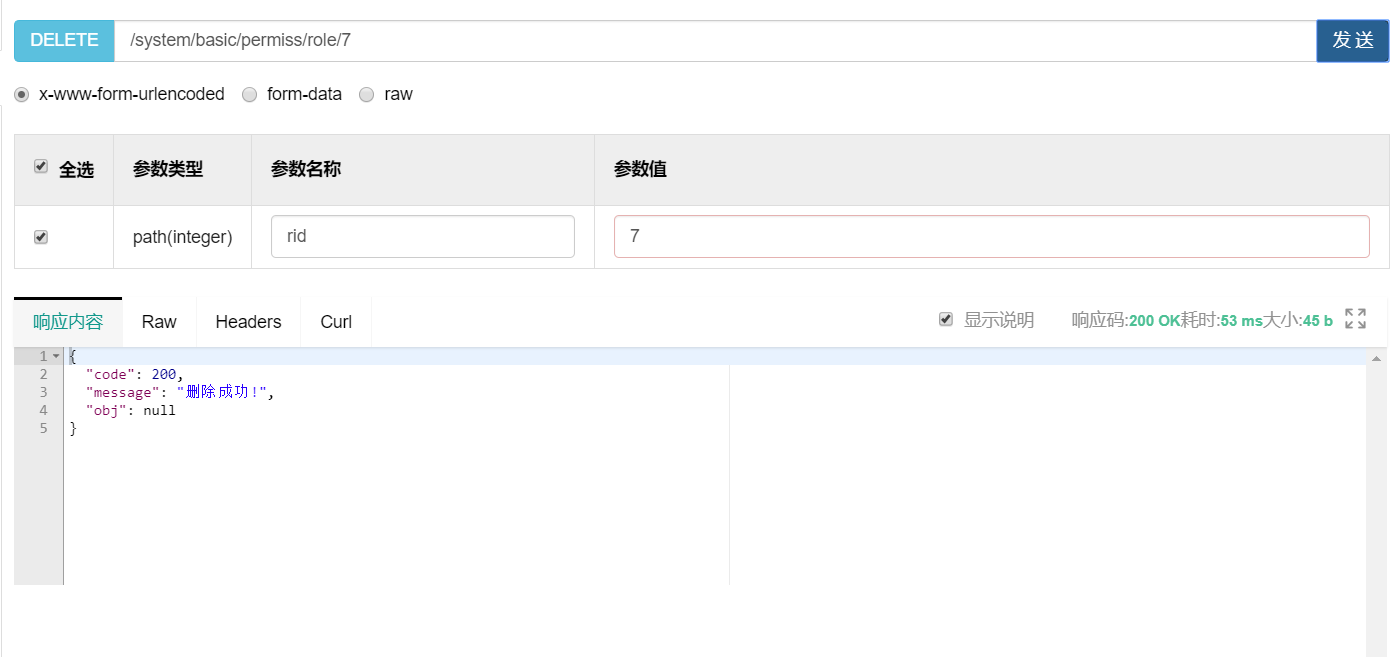 DELETE /system/basic/permiss/role/7 发 送
x-www-form-urlencoded form-data raw
全选 参数类型 参数名称 参数值
path(integer) rid 7
响应内容 Raw Headers Curl 显示说明 响应码:200 OK耗时:53 ms大小:45 b
1 {
2 "code": 200,
3 "message": "删除成功!",
4 "obj": null
5 }